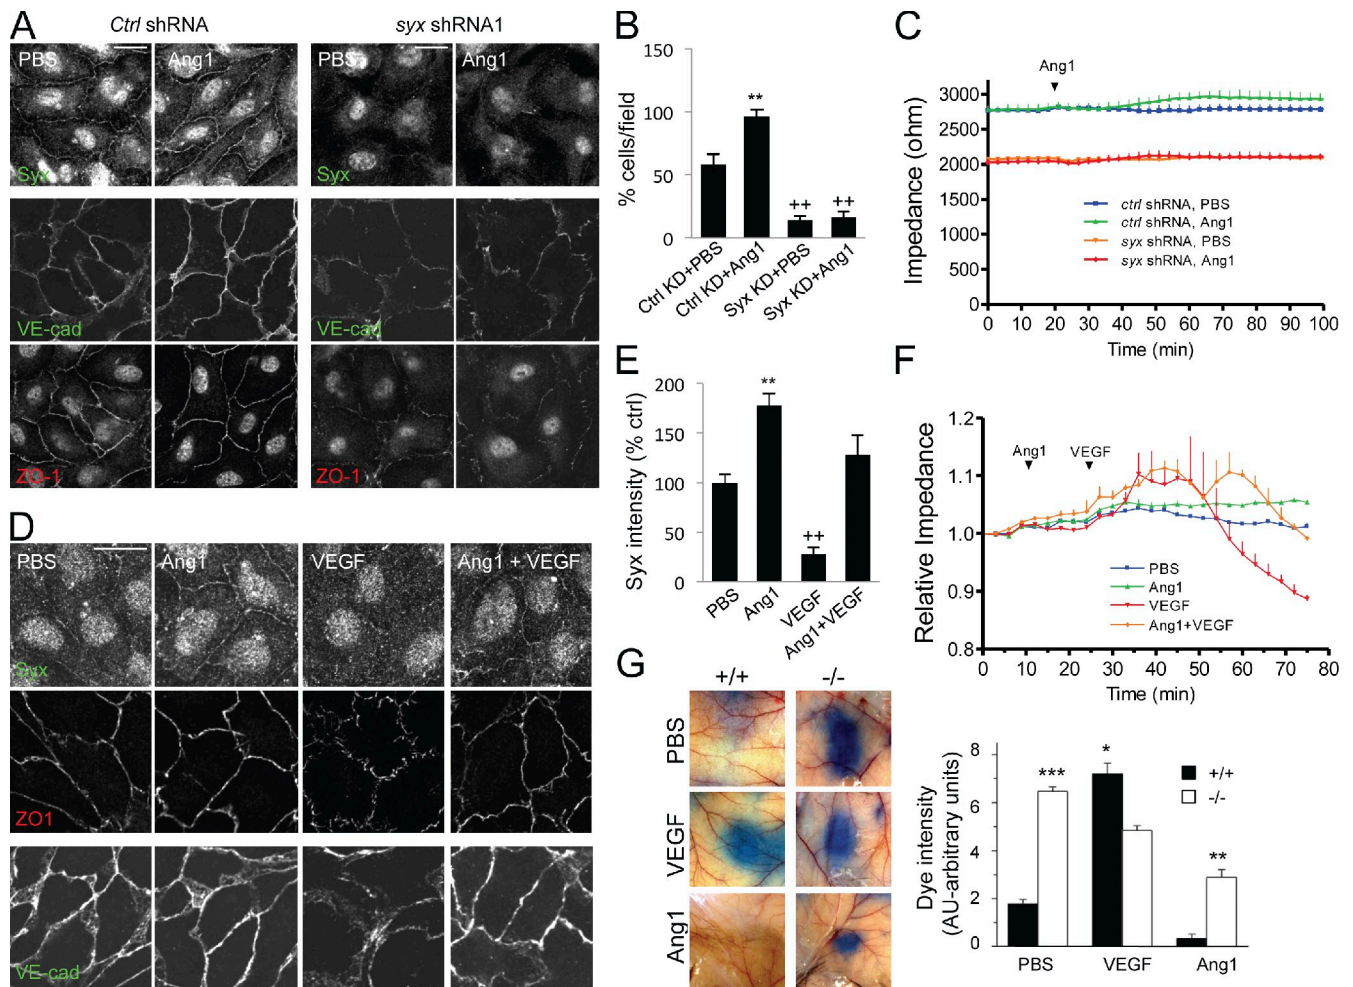 A
Ctrl shRNA
syx shRNA1
PBS
Ang1
PBS
Ang1
Syx
VE-cad
VE-cad
ZO-1
ZO-1
B
150
100
50
0
% cells/field
**
++
++
Ctrl KD+PBS
Ctrl KD+Ang1
Syx KD+PBS
Syx KD+Ang1
C
Ang1
3000
2500
2000
2000
1000
500
0
Impedance (ohm)
ctrl shRNA, PBS
ctrl shRNA, Ang1
syx shRNA, PBS
syx shRNA, Ang1
0 10 20 30 40 50 60 70 80 90 100
Time (min)
D
PBS
Ang1
VEGF
Ang1 + VEGF
Syx
ZO1
VE-cad
E
200
150
100
50
0
Syx intensity (% ctrl)
**
++
PBS
Ang1
VEGF
Ang1+VEGF
F
1.2
1.1
1.0
0.9
0.8
Relative Impedance
Ang1
VEGF
PBS
Ang1
VEGF
Ang1+VEGF
0 10 20 30 40 50 60 70 80
Time (min)
G
+/+
-/-
PBS
VEGF
Ang1
8
6
4
2
0
Dye intensity
(AU-arbitrary units)
***
*
**
+/+
-/-
PBS
VEGF
Ang1